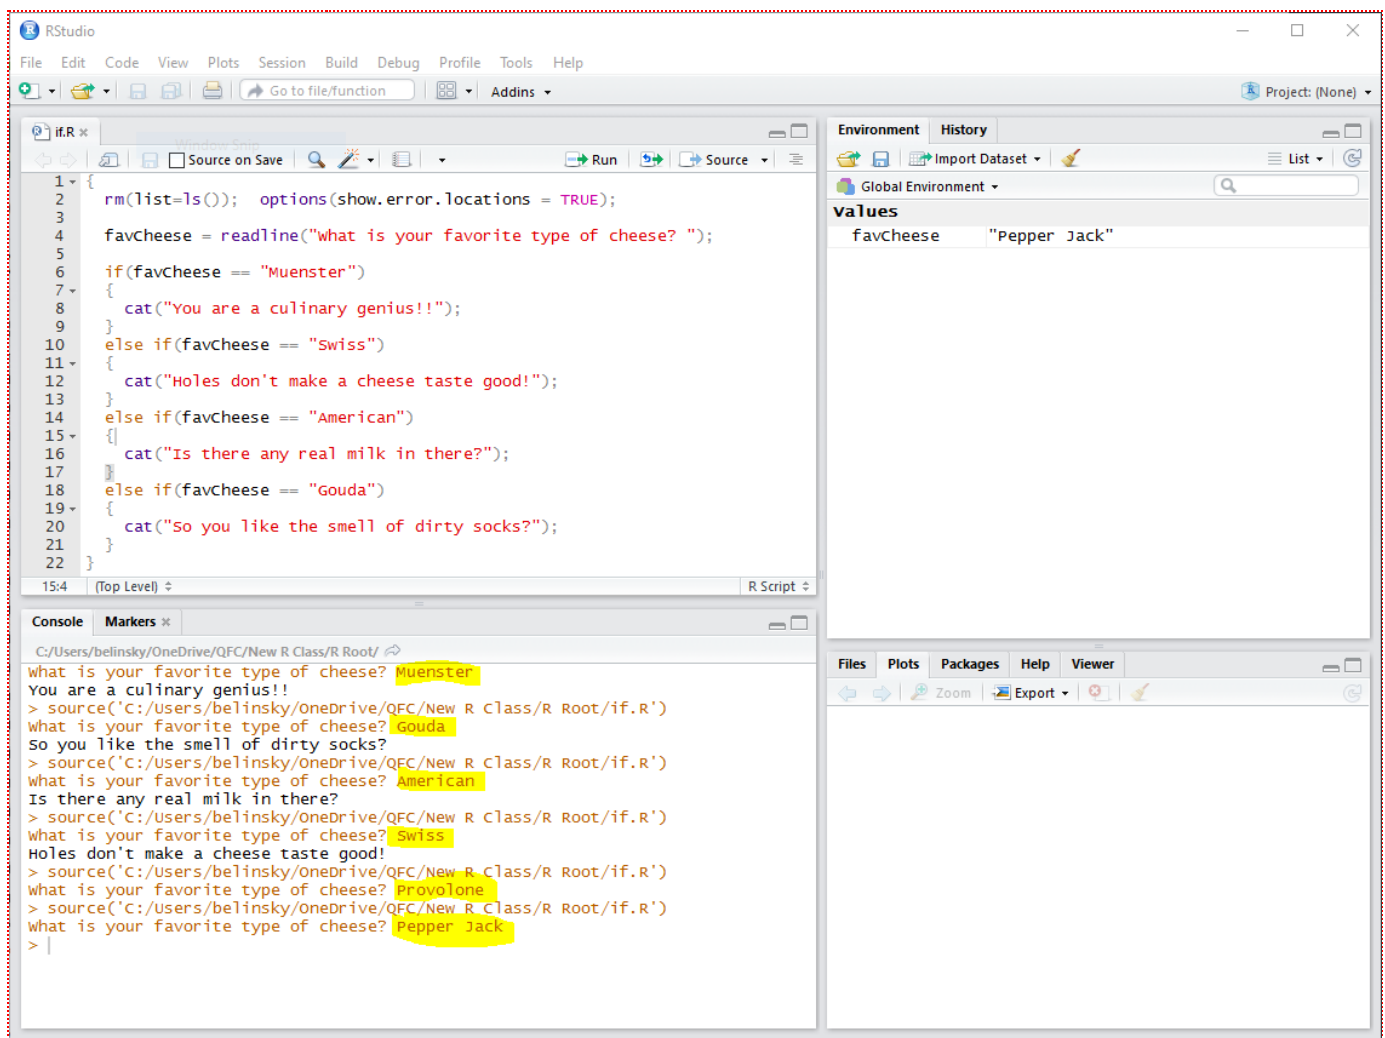 RStudio
File Edit Code View Plots Session Build Debug Profile Tools Help
Go to file/function Addins Project: (None)
if.R
Window Snip
Source on Save Run Source
1 {
2 rm(list=ls()); options(show.error.locations = TRUE);
3
4 favCheese = readline("What is your favorite type of cheese? ");
5
6 if(favCheese == "Muenster")
7 {
8 cat("You are a culinary genius!!");
9 }
10 else if(favCheese == "Swiss")
11 {
12 cat("Holes don't make a cheese taste good!");
13 }
14 else if(favCheese == "American")
15 {
16 cat("Is there any real milk in there?");
17 }
18 else if(favCheese == "Gouda")
19 {
20 cat("So you like the smell of dirty socks?");
21 }
22 }
15:4 (Top Level) R Script
Console Markers
C:/Users/belinsky/OneDrive/QFC/New R Class/R Root/
What is your favorite type of cheese? Muenster
You are a culinary genius!!
> source('C:/Users/belinsky/OneDrive/QFC/New R Class/R Root/if.R')
What is your favorite type of cheese? Gouda
So you like the smell of dirty socks?
> source('C:/Users/belinsky/OneDrive/QFC/New R Class/R Root/if.R')
What is your favorite type of cheese? American
Is there any real milk in there?
> source('C:/Users/belinsky/OneDrive/QFC/New R Class/R Root/if.R')
What is your favorite type of cheese? Swiss
Holes don't make a cheese taste good!
> source('C:/Users/belinsky/OneDrive/QFC/New R Class/R Root/if.R')
What is your favorite type of cheese? Provolone
> source('C:/Users/belinsky/OneDrive/QFC/New R Class/R Root/if.R')
What is your favorite type of cheese? Pepper Jack
>
Environment History
Import Dataset List
Global Environment
Values
favCheese "Pepper Jack"
Files Plots Packages Help Viewer
Zoom Export